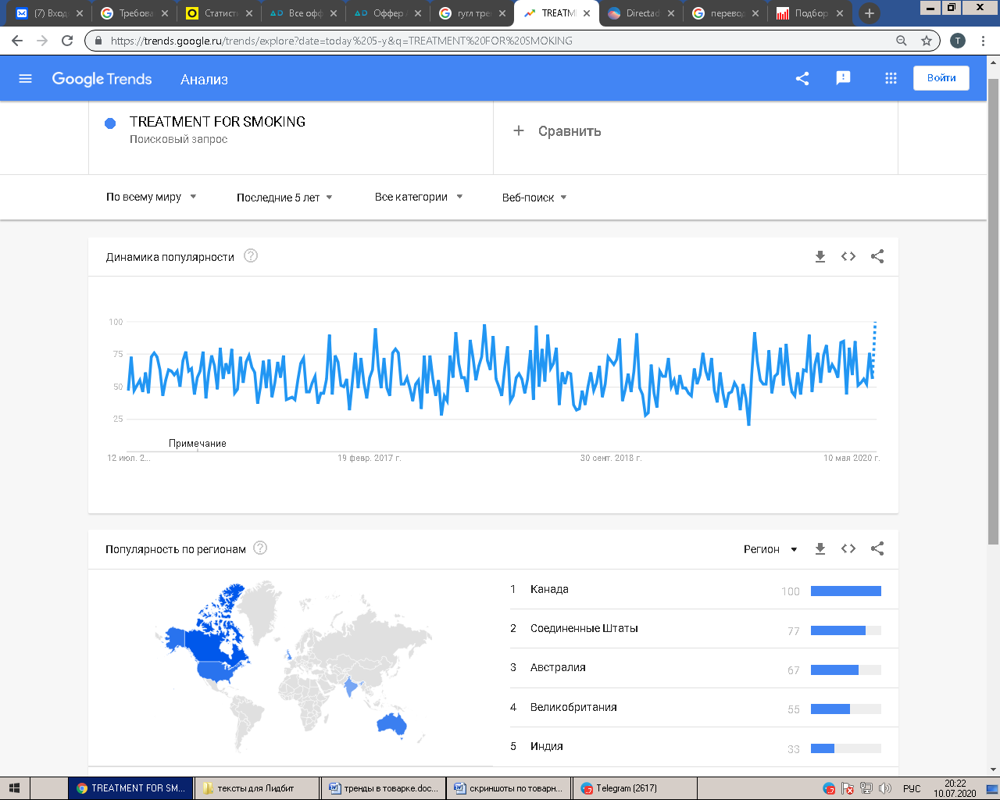 (7) Вход
Требова
Статист
Все офф
Оффер
гугл тре
TREATM
Directad
перевод
Подбор
https://trends.google.ru/trends/explore?date=today%205-y&q=TREATMENT%20FOR%20SMOKING
T
Google Trends
Анализ
Войти
TREATMENT FOR SMOKING
Поисковый запрос
+ Сравнить
По всему миру
Последние 5 лет
Все категории
Веб-поиск
Динамика популярности
100
75
50
25
Примечание
12 июл. 2...
19 февр. 2017 г.
30 сент. 2018 г.
10 мая 2020 г.
Популярность по регионам
Регион
1 Канада 100
2 Соединенные Штаты 77
3 Австралия 67
4 Великобритания 55
5 Индия 33
TREATMENT FOR SM...
тексты для Лидбит
тренды в товарке.doc...
скриншоты по товарн...
Telegram (2617)
РУС
20:22
10.07.2020